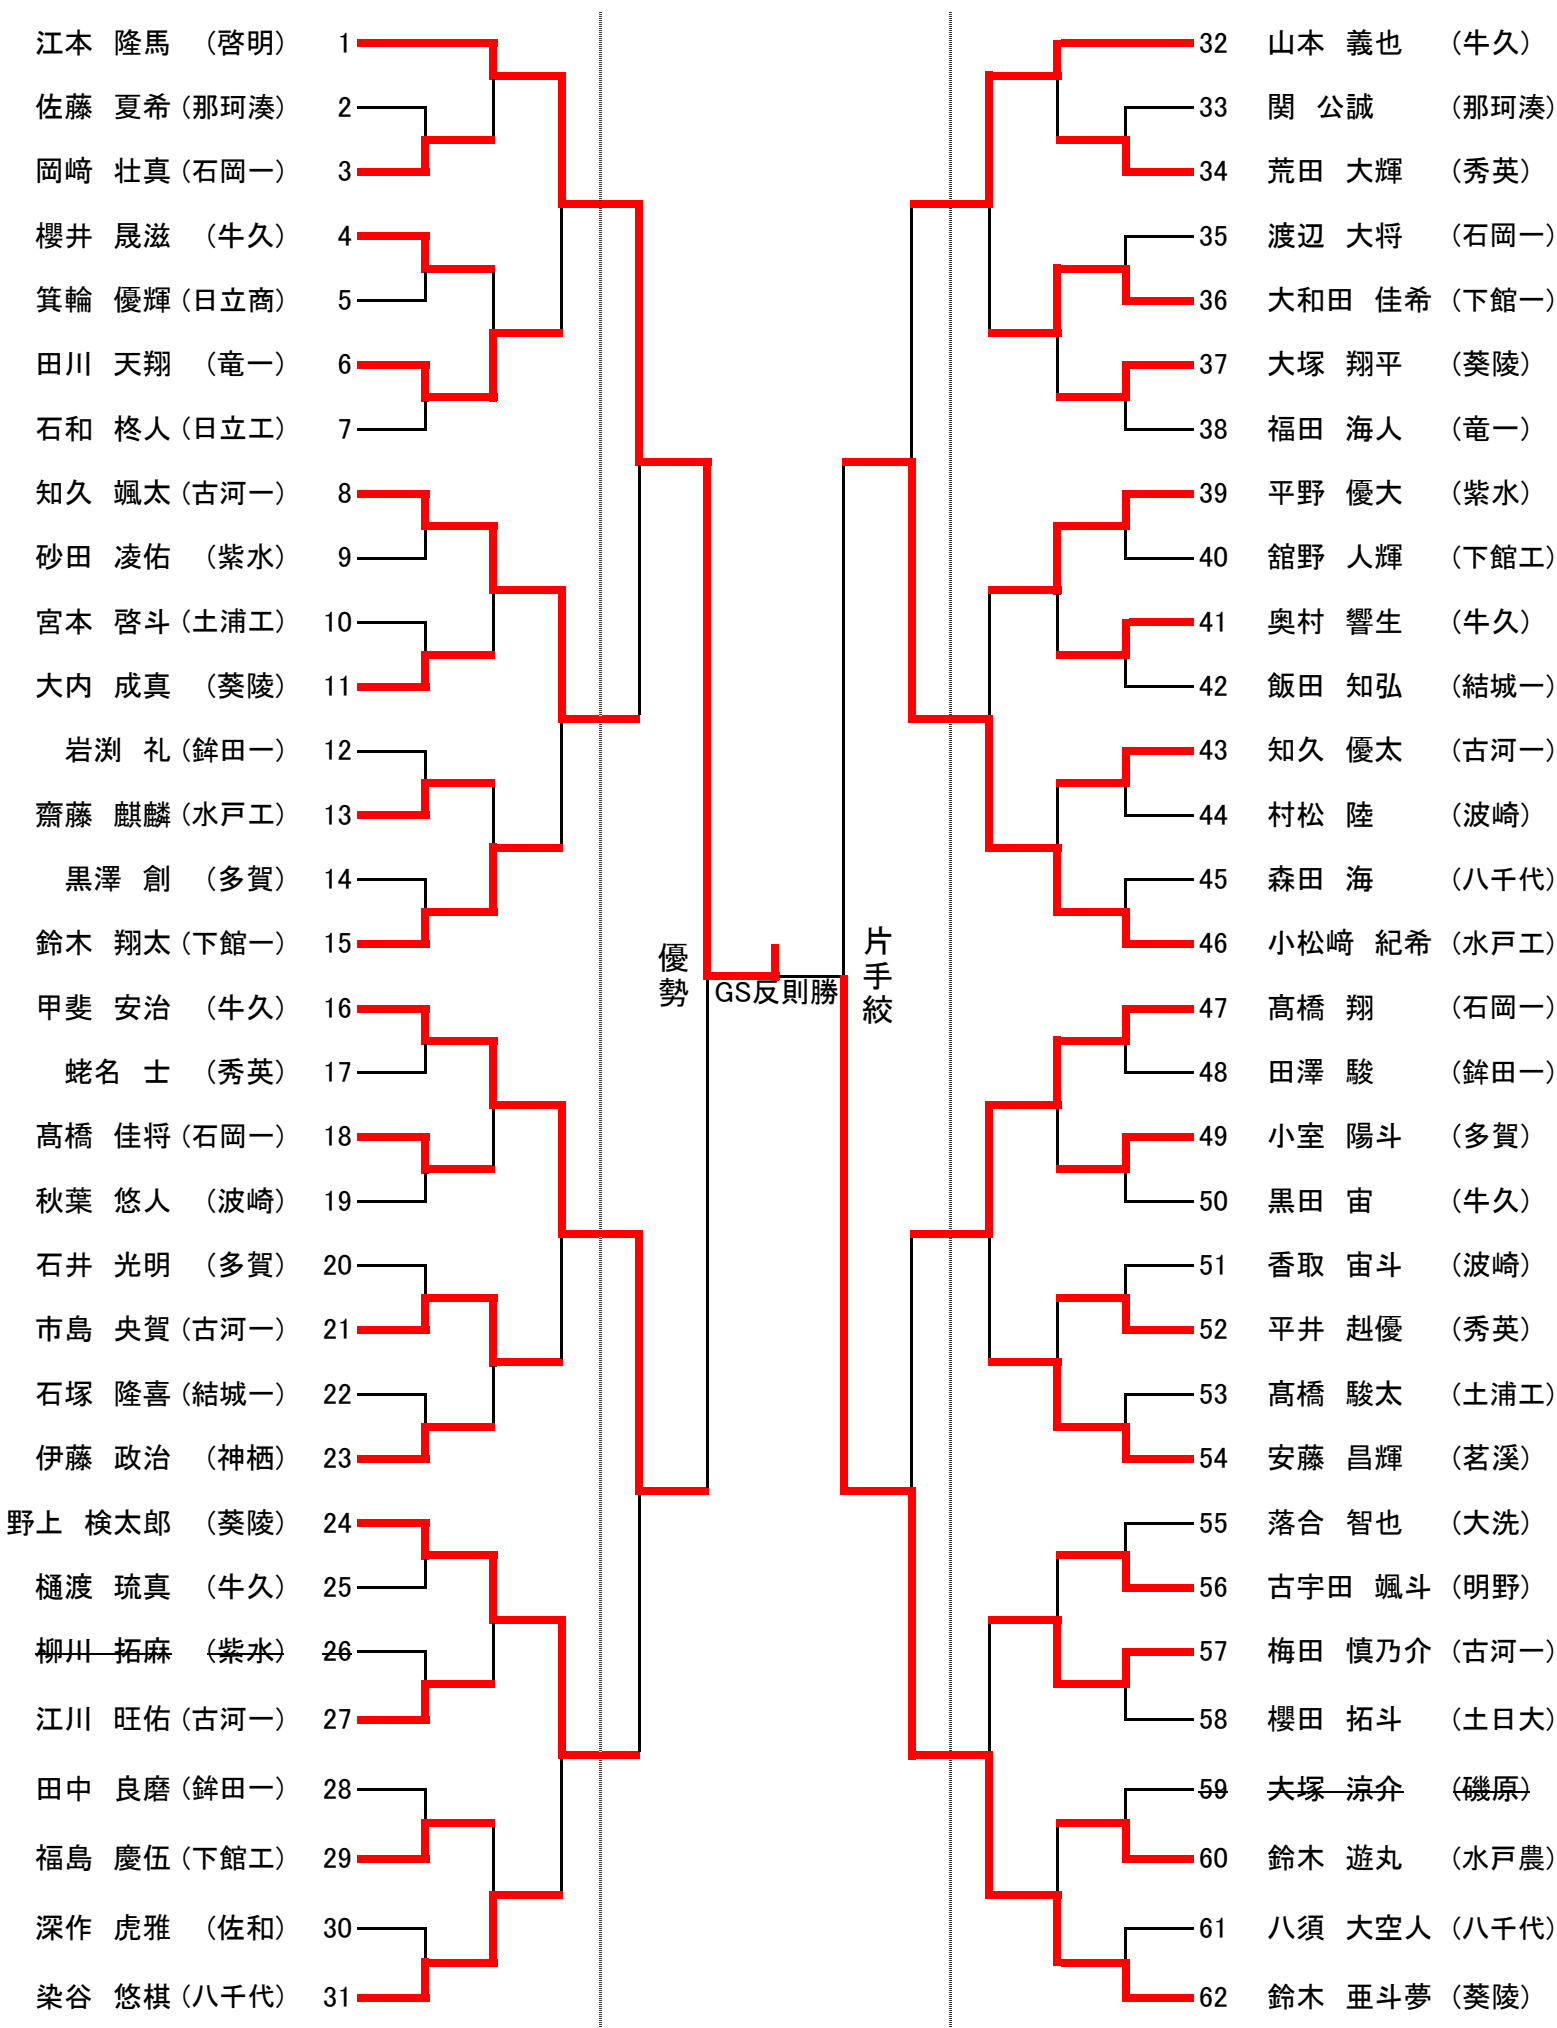 江本 隆馬 （啓明） 1
佐藤 夏希（那珂湊） 2
岡﨑 壮真（石岡一） 3
櫻井 晟滋 （牛久） 4
箕輪 優輝（日立商） 5
田川 天翔 （竜一） 6
石和 柊人（日立工） 7
知久 颯太（古河一） 8
砂田 凌佑 （紫水） 9
宮本 啓斗（土浦工） 10
大内 成真 （葵陵） 11
岩渕 礼（鉾田一） 12
齋藤 麒麟（水戸工） 13
黒澤 創 （多賀） 14
鈴木 翔太（下館一） 15
甲斐 安治 （牛久） 16
蛯名 士 （秀英） 17
髙橋 佳将（石岡一） 18
秋葉 悠人 （波崎） 19
石井 光明 （多賀） 20
市島 央賀（古河一） 21
石塚 隆喜（結城一） 22
伊藤 政治 （神栖） 23
野上 検太郎 （葵陵） 24
樋渡 琉真 （牛久） 25
柳川 拓麻 （紫水） 26
江川 旺佑（古河一） 27
田中 良磨（鉾田一） 28
福島 慶伍（下館工） 29
深作 虎雅 （佐和） 30
染谷 悠棋（八千代） 31
優勢
GS反則勝
片手絞
32 山本 義也 （牛久）
33 関 公誠 （那珂湊）
34 荒田 大輝 （秀英）
35 渡辺 大将 （石岡一）
36 大和田 佳希（下館一）
37 大塚 翔平 （葵陵）
38 福田 海人 （竜一）
39 平野 優大 （紫水）
40 舘野 人輝 （下館工）
41 奥村 響生 （牛久）
42 飯田 知弘 （結城一）
43 知久 優太 （古河一）
44 村松 陸 （波崎）
45 森田 海 （八千代）
46 小松﨑 紀希（水戸工）
47 髙橋 翔 （石岡一）
48 田澤 駿 （鉾田一）
49 小室 陽斗 （多賀）
50 黒田 宙 （牛久）
51 香取 宙斗 （波崎）
52 平井 赳優 （秀英）
53 髙橋 駿太 （土浦工）
54 安藤 昌輝 （茗溪）
55 落合 智也 （大洗）
56 古宇田 颯斗（明野）
57 梅田 慎乃介（古河一）
58 櫻田 拓斗 （土日大）
59 大塚 涼介 （磯原）
60 鈴木 遊丸 （水戸農）
61 八須 大空人（八千代）
62 鈴木 亜斗夢（葵陵）